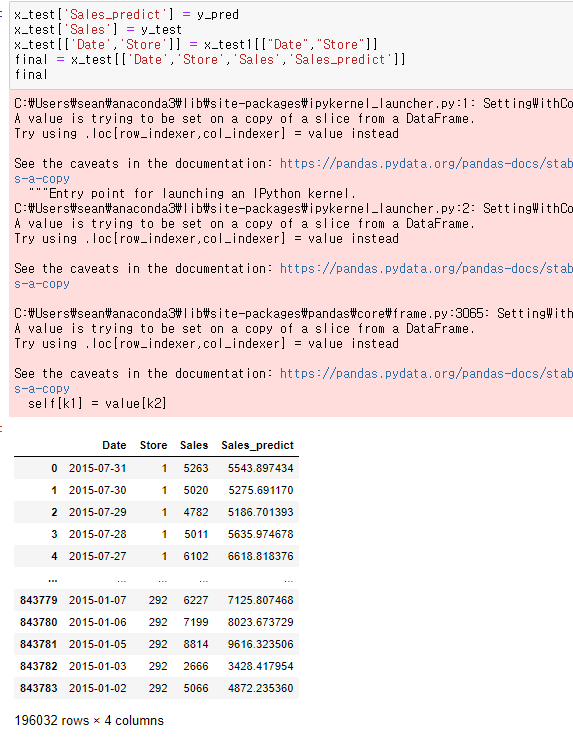 x_test['Sales_predict'] = y_pred
x_test['Sales'] = y_test
x_test[['Date','Store']] = x_test1[["Date","Store"]]
final = x_test[['Date','Store','Sales','Sales_predict']]
final
C:₩Users₩sean₩anaconda3₩lib₩site-packages₩ipykernel_launcher.py:1: SettingWithCo
A value is trying to be set on a copy of a slice from a DataFrame.
Try using .loc[row_indexer,col_indexer] = value instead
See the caveats in the documentation: https://pandas.pydata.org/pandas-docs/stab
s-a-copy
"""Entry point for launching an IPython kernel.
C:₩Users₩sean₩anaconda3₩lib₩site-packages₩ipykernel_launcher.py:2: SettingWithCo
A value is trying to be set on a copy of a slice from a DataFrame.
Try using .loc[row_indexer,col_indexer] = value instead
See the caveats in the documentation: https://pandas.pydata.org/pandas-docs/stab
s-a-copy
C:₩Users₩sean₩anaconda3₩lib₩site-packages₩pandas₩core₩frame.py:3065: SettingWith
A value is trying to be set on a copy of a slice from a DataFrame.
Try using .loc[row_indexer,col_indexer] = value instead
See the caveats in the documentation: https://pandas.pydata.org/pandas-docs/stab
s-a-copy
self[k1] = value[k2]
Date Store Sales Sales_predict
0 2015-07-31 1 5263 5543.897434
1 2015-07-30 1 5020 5275.691170
2 2015-07-29 1 4782 5186.701393
3 2015-07-28 1 5011 5635.974678
4 2015-07-27 1 6102 6618.818376
... ... ... ... ...
843779 2015-01-07 292 6227 7125.807468
843780 2015-01-06 292 7199 8023.673729
843781 2015-01-05 292 8814 9616.323506
843782 2015-01-03 292 2666 3428.417954
843783 2015-01-02 292 5066 4872.235360
196032 rows × 4 columns